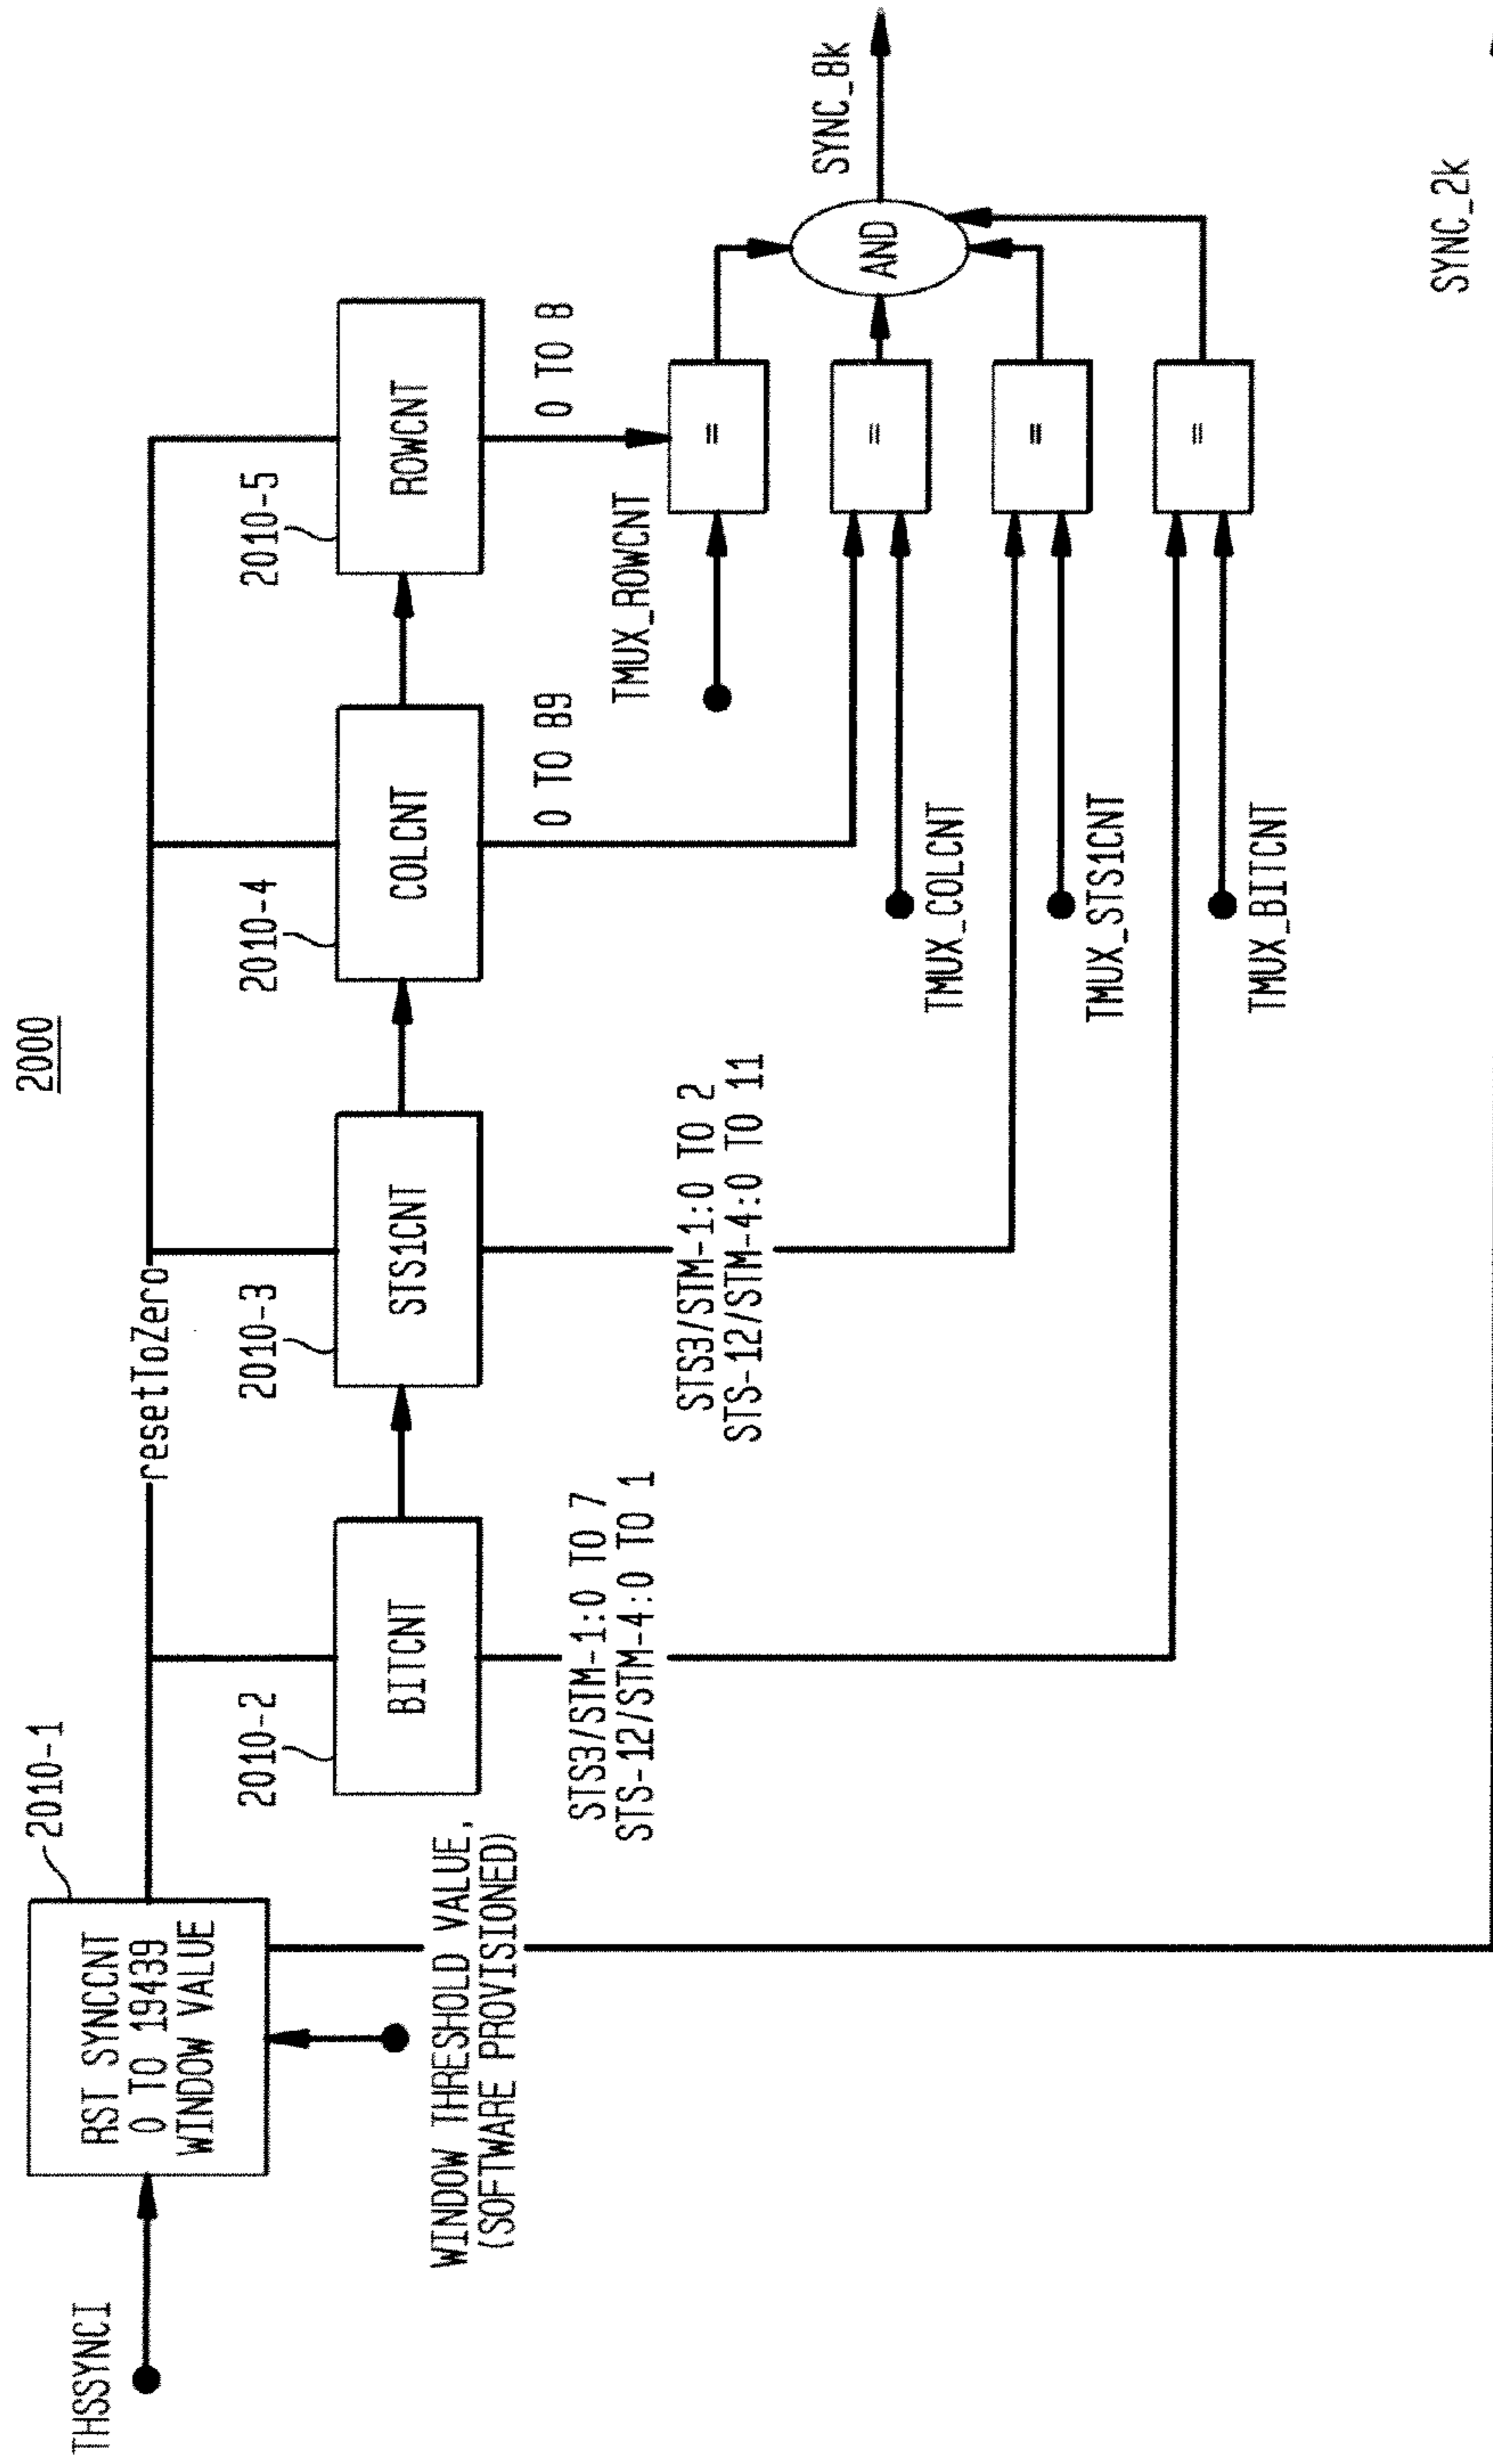 2000
THSSYNCI
RST SYNCCNT
0 TO 19439
WINDOW VALUE
2010-1
WINDOW THRESHOLD VALUE,
(SOFTWARE PROVISIONED)
resetToZero
2010-2
BITCNT
STS3/STM-1:0 TO 7
STS-12/STM-4:0 TO 1
2010-3
STS1CNT
STS3/STM-1:0 TO 2
STS-12/STM-4:0 TO 11
2010-4
COLCNT
0 TO 89
2010-5
ROWCNT
0 TO 8
TMUX_ROWCNT
=
TMUX_COLCNT
=
TMUX_STS1CNT
=
TMUX_BITCNT
=
AND
SYNC_8k
SYNC_2k